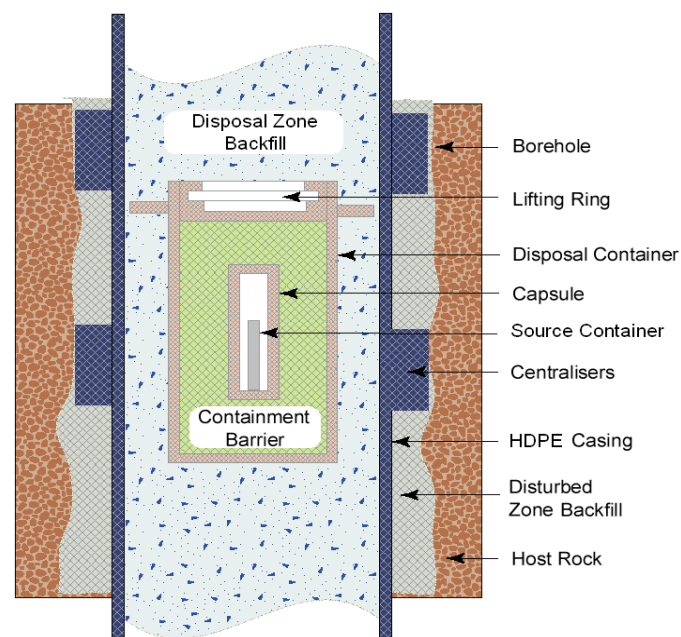 Disposal Zone
Backfill
Borehole
Lifting Ring
Disposal Container
Capsule
Source Container
Centralisers
Containment
Barrier
HDPE Casing
Disturbed
Zone Backfill
Host Rock